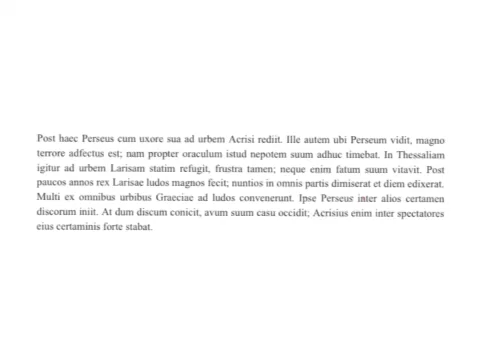 Post haec Perseus cum uxore sua ad urbem Acrisi rediit. Ille autem ubi Perseum vidit, magno
terrore adfectus est; nam propter oraculum istud nepotem suum adhuc timebat. In Thessaliam
igitur ad urbem Larisam statim refugit, frustra tamen; neque enim fatum suum vitavit. Post
paucos annos rex Larisae ludos magnos fecit; nuntios in omnis partis dimiserat et diem edixerat.
Multi ex omnibus urbibus Graeciae ad ludos convenerunt. Ipse Perseus inter alios certamen
discorum iniit. At dum discum conicit, avum suum casu occidit; Acrisius enim inter spectatores
eius certaminis forte stabat.